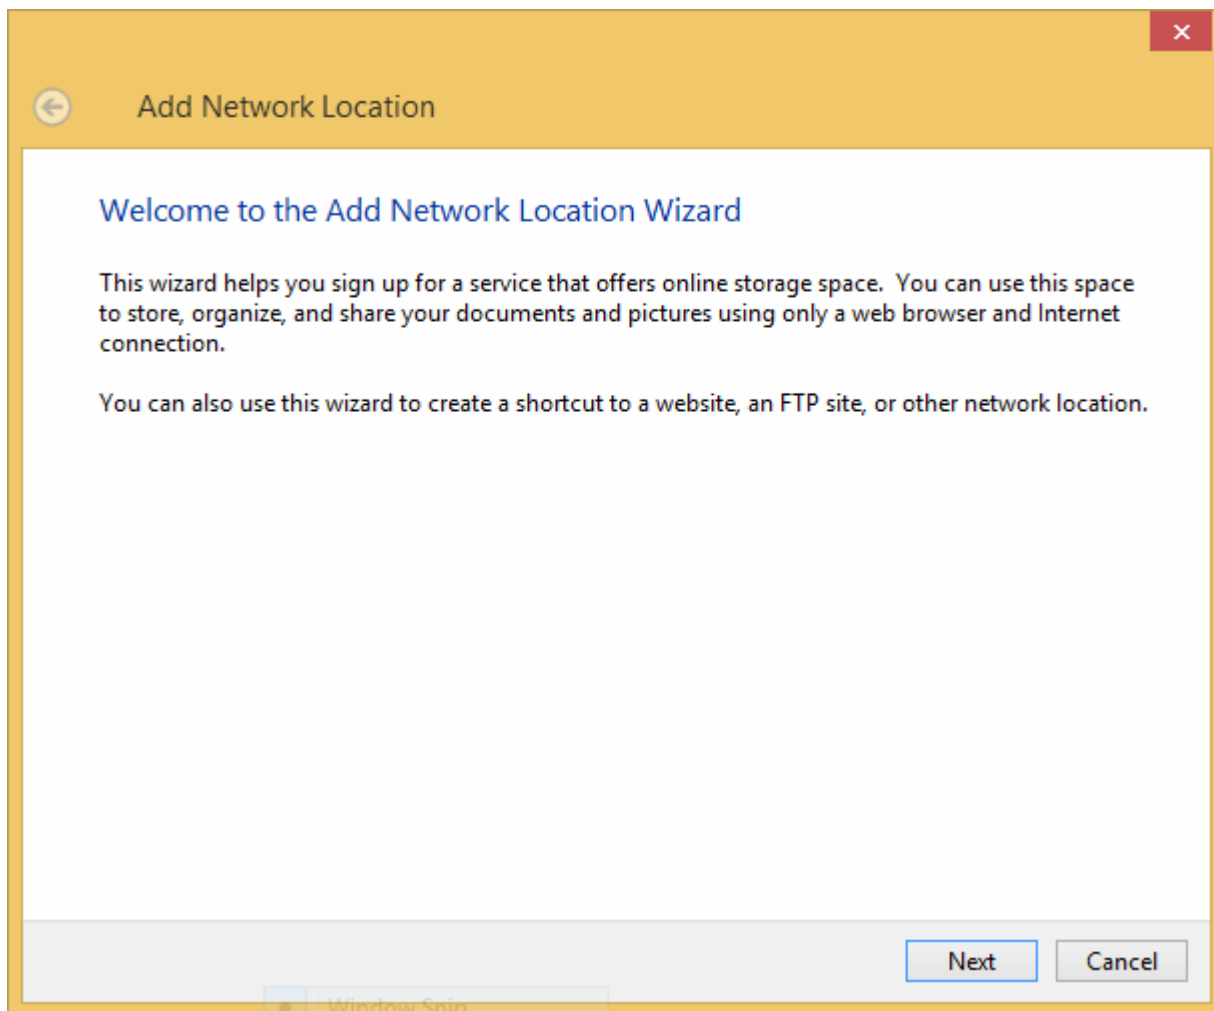 Add Network Location
Welcome to the Add Network Location Wizard
This wizard helps you sign up for a service that offers online storage space.  You can use this space
to store, organize, and share your documents and pictures using only a web browser and Internet
connection.
You can also use this wizard to create a shortcut to a website, an FTP site, or other network location.
Next
Cancel
Window Spin